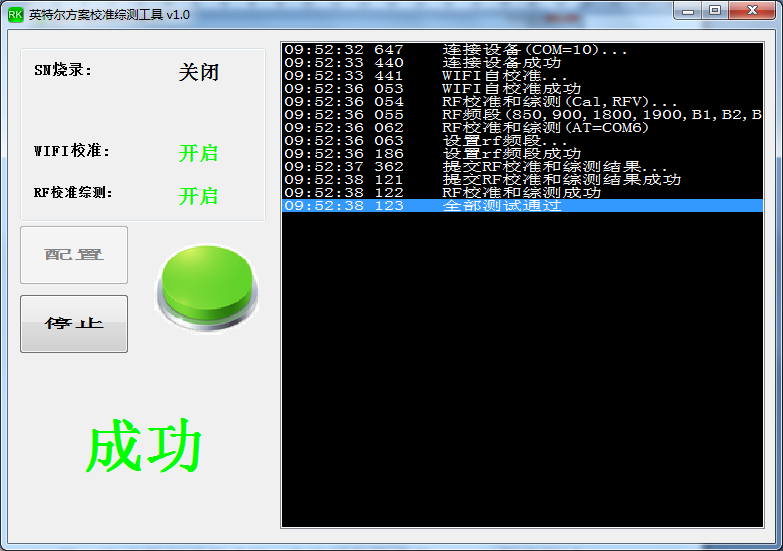 RK 英特尔方案校准综测工具 v1.0
SN烧录: 关闭
WIFI校准: 开启
RF校准综测: 开启
配置
停止
成功
09:52:32 647 连接设备(COM=10)...
09:52:33 440 连接设备成功
09:52:33 441 WIFI自校准...
09:52:36 053 WIFI自校准成功
09:52:36 054 RF校准和综测(Cal,RFV)...
09:52:36 055 RF频段(850,900,1800,1900,B1,B2,B
09:52:36 062 RF校准和综测(AT=COM6)
09:52:36 063 设置rf频段...
09:52:36 186 设置rf频段成功
09:52:37 362 提交RF校准和综测结果...
09:52:38 121 提交RF校准和综测结果成功
09:52:38 122 RF校准和综测成功
09:52:38 123 全部测试通过